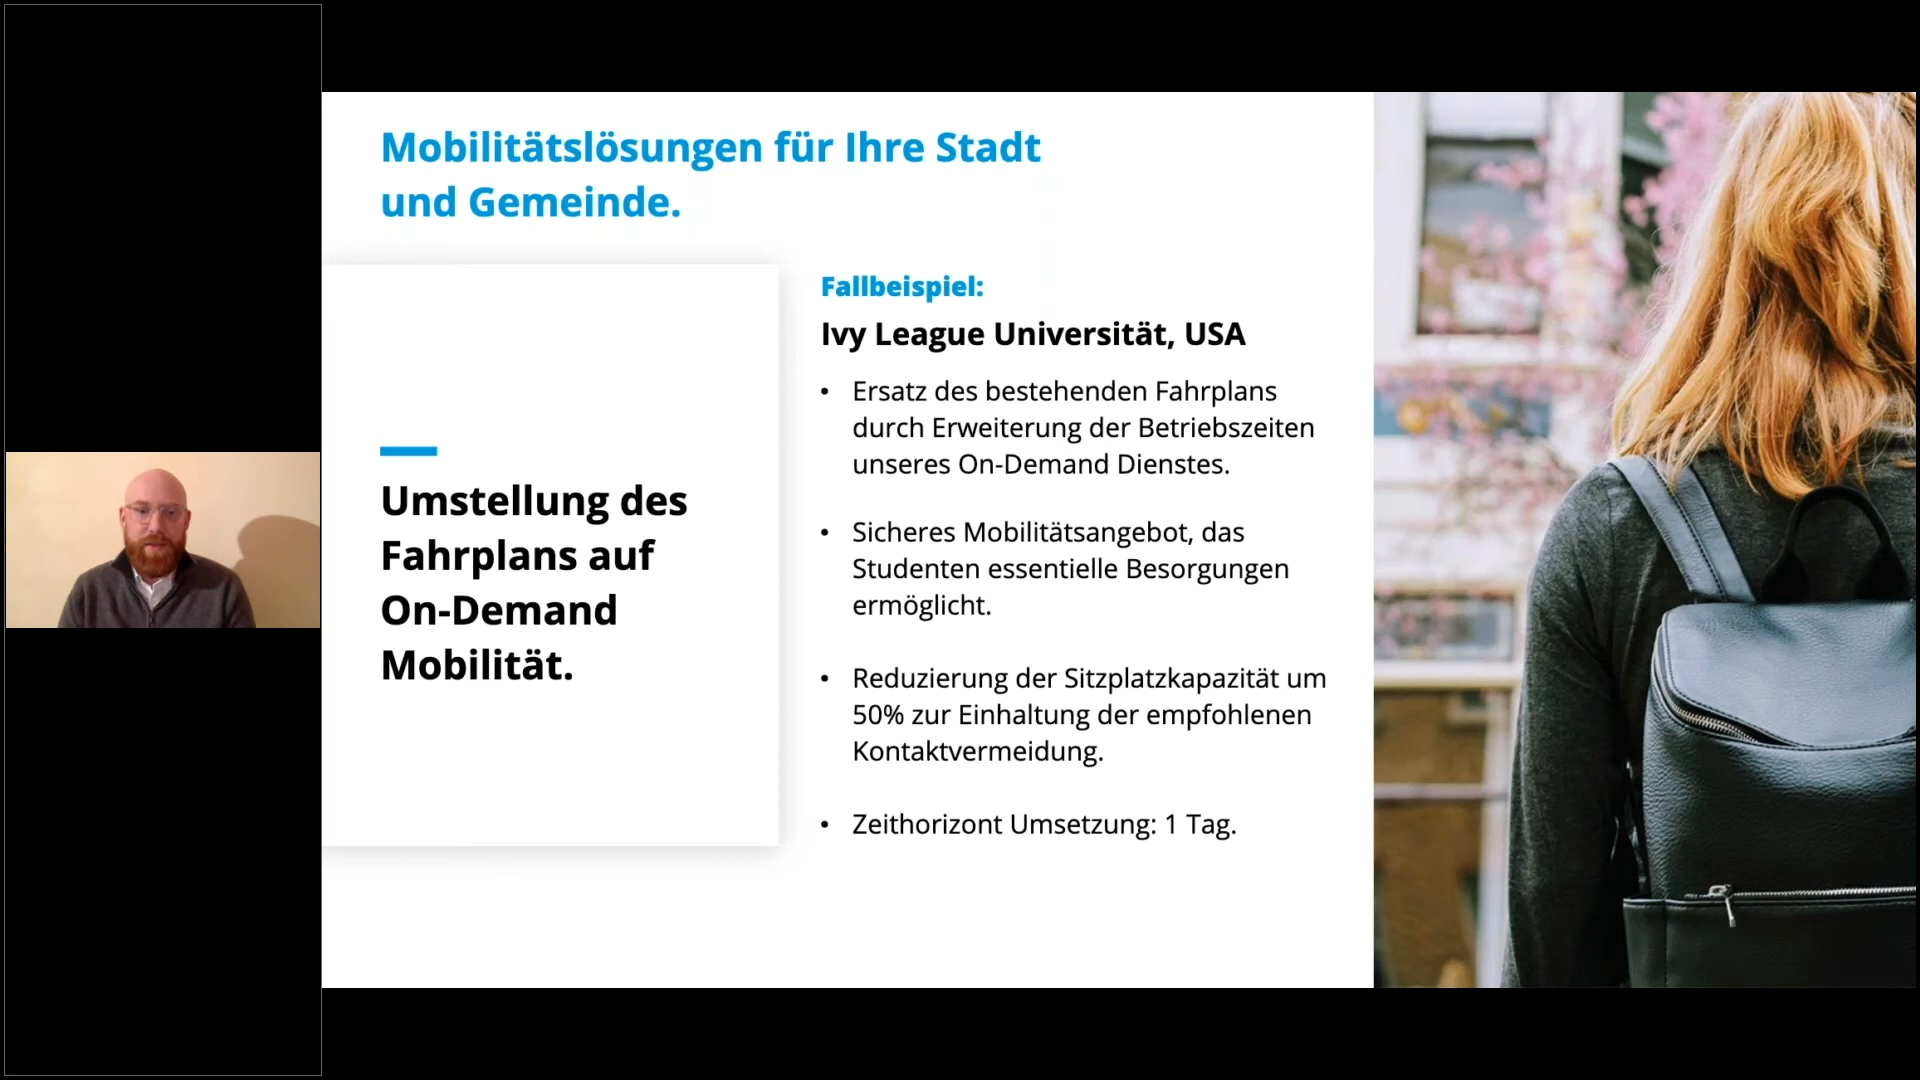 Mobilitätslösungen für Ihre Stadt
und Gemeinde.
Umstellung des
Fahrplans auf
On-Demand
Mobilität.
Fallbeispiel:
Ivy League Universität, USA
• Ersatz des bestehenden Fahrplans
durch Erweiterung der Betriebszeiten
unseres On-Demand Dienstes.
• Sicheres Mobilitätsangebot, das
Studenten essentielle Besorgungen
ermöglicht.
• Reduzierung der Sitzplatzkapazität um
50% zur Einhaltung der empfohlenen
Kontaktvermeidung.
• Zeithorizont Umsetzung: 1 Tag.